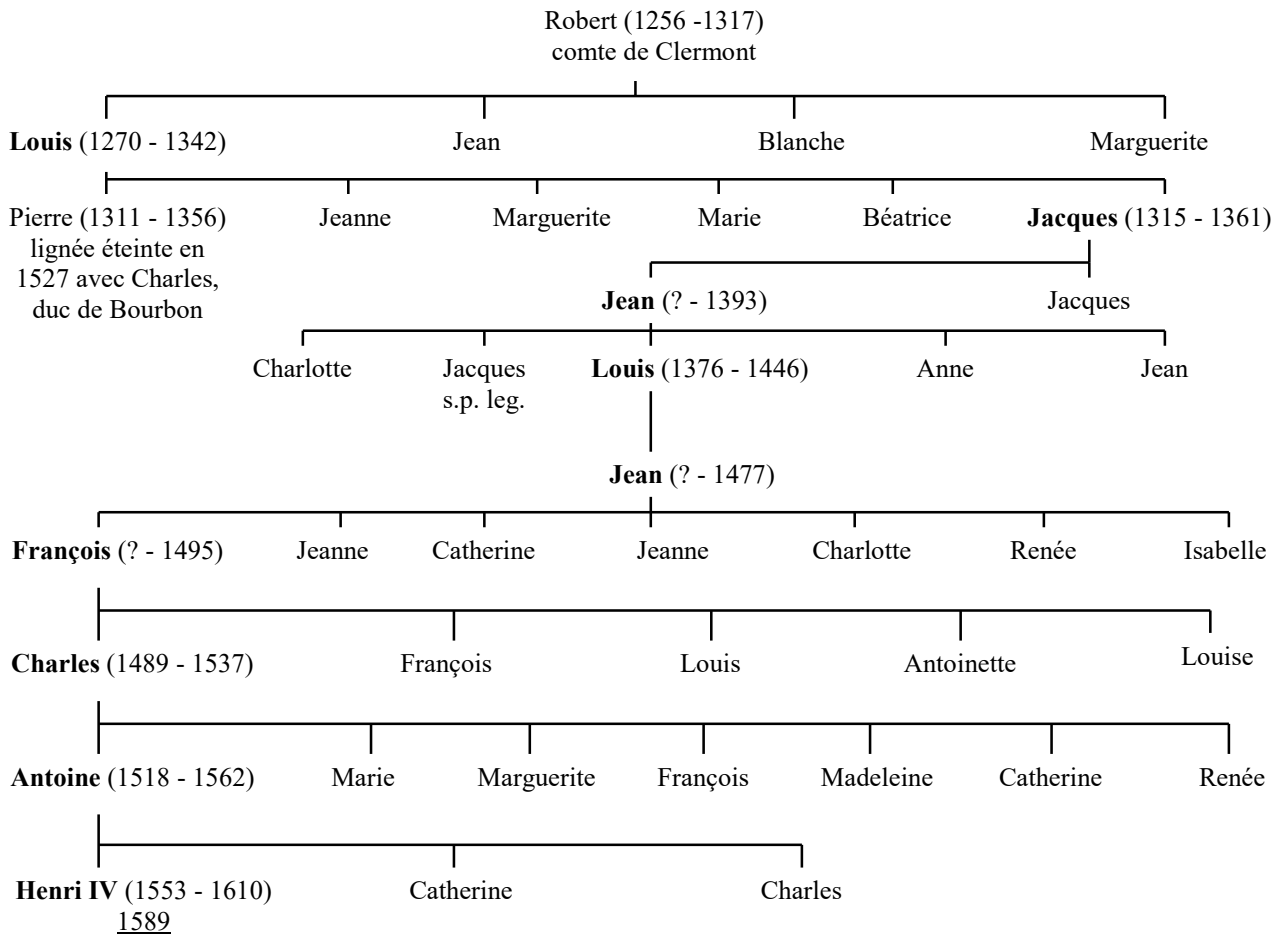 Robert (1256 -1317)
comte de Clermont
Louis (1270 - 1342) Jean Blanche Marguerite
Pierre (1311 - 1356) Jeanne Marguerite Marie Béatrice Jacques (1315 - 1361)
lignée éteinte en
1527 avec Charles,
duc de Bourbon
Jean (? - 1393) Jacques
Charlotte Jacques Louis (1376 - 1446) Anne Jean
s.p. leg.
Jean (? - 1477)
François (? - 1495) Jeanne Catherine Jeanne Charlotte Renée Isabelle
Charles (1489 - 1537) François Louis Antoinette Louise
Antoine (1518 - 1562) Marie Marguerite François Madeleine Catherine Renée
Henri IV (1553 - 1610) Catherine Charles
1589